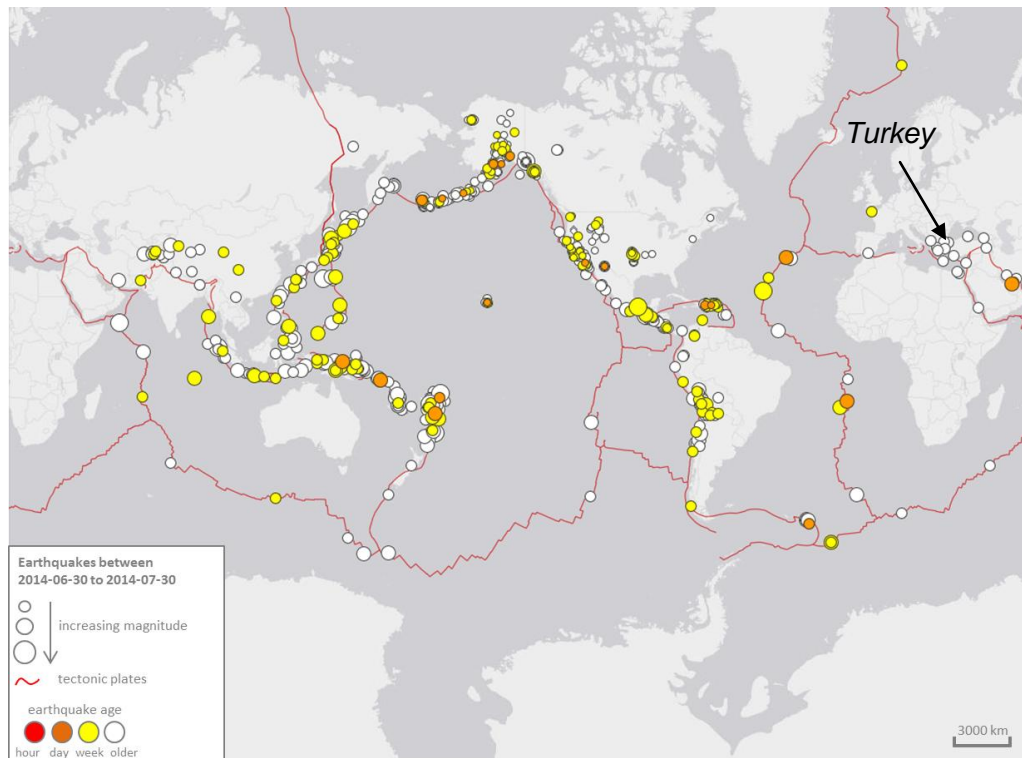 Turkey
Earthquakes between
2014-06-30 to 2014-07-30
increasing magnitude
tectonic plates
earthquake age
hour day week older
3000 km